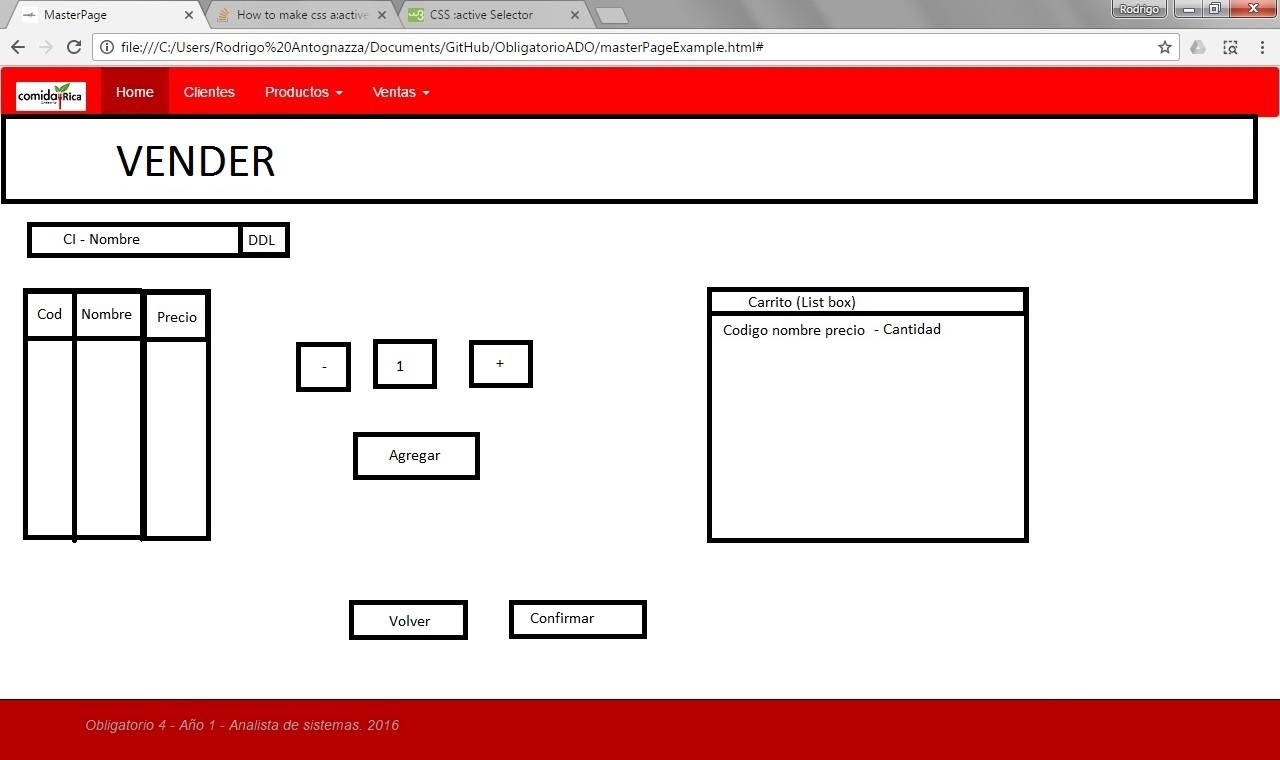 MasterPage
How to make css a:active
CSS :active Selector
Rodrigo
file:///C:/Users/Rodrigo%20Antognazza/Documents/GitHub/ObligatorioADO/masterPageExample.html#
comida Rica
Home Clientes Productos Ventas
VENDER
CI - Nombre DDL
Cod Nombre Precio
Carrito (List box)
Codigo nombre precio - Cantidad
- 1 +
Agregar
Volver Confirmar
Obligatorio 4 - Año 1 - Analista de sistemas. 2016